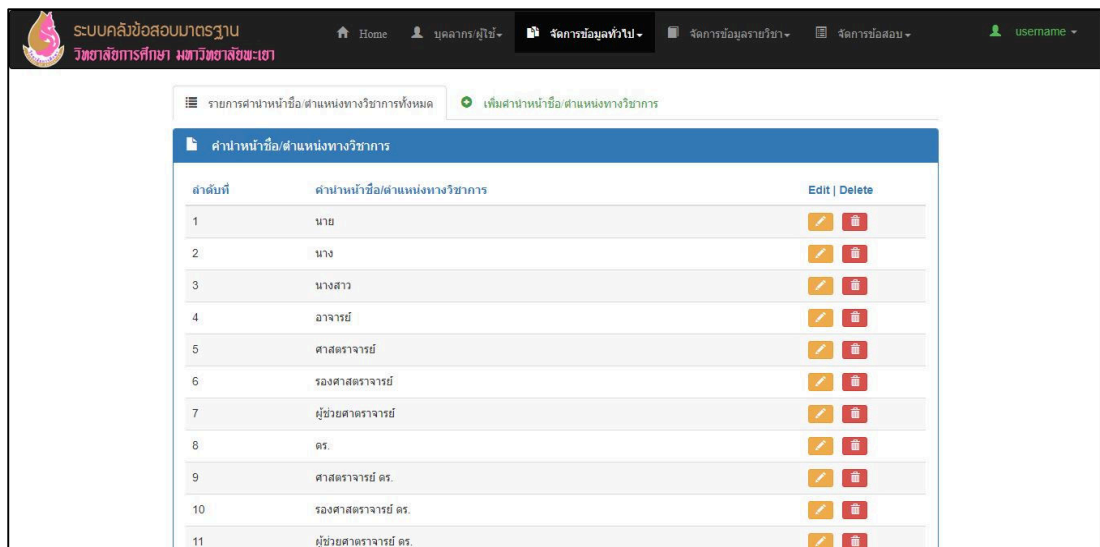 ระบบคลังข้อสอบมาตรฐาน
วิทยาลัยการศึกษา มหาวิทยาลัยพะเยา
Home บุคลากร/ผู้ใช้ จัดการข้อมูลทั่วไป จัดการข้อมูลรายวิชา จัดการข้อสอบ username
รายการคำนำหน้าชื่อ/ตำแหน่งทางวิชาการทั้งหมด เพิ่มคำนำหน้าชื่อ/ตำแหน่งทางวิชาการ
คำนำหน้าชื่อ/ตำแหน่งทางวิชาการ
ลำดับที่ คำนำหน้าชื่อ/ตำแหน่งทางวิชาการ Edit | Delete
1 นาย
2 นาง
3 นางสาว
4 อาจารย์
5 ศาสตราจารย์
6 รองศาสตราจารย์
7 ผู้ช่วยศาตราจารย์
8 ดร.
9 ศาสตราจารย์ ดร.
10 รองศาสตราจารย์ ดร.
11 ผู้ช่วยศาตราจารย์ ดร.